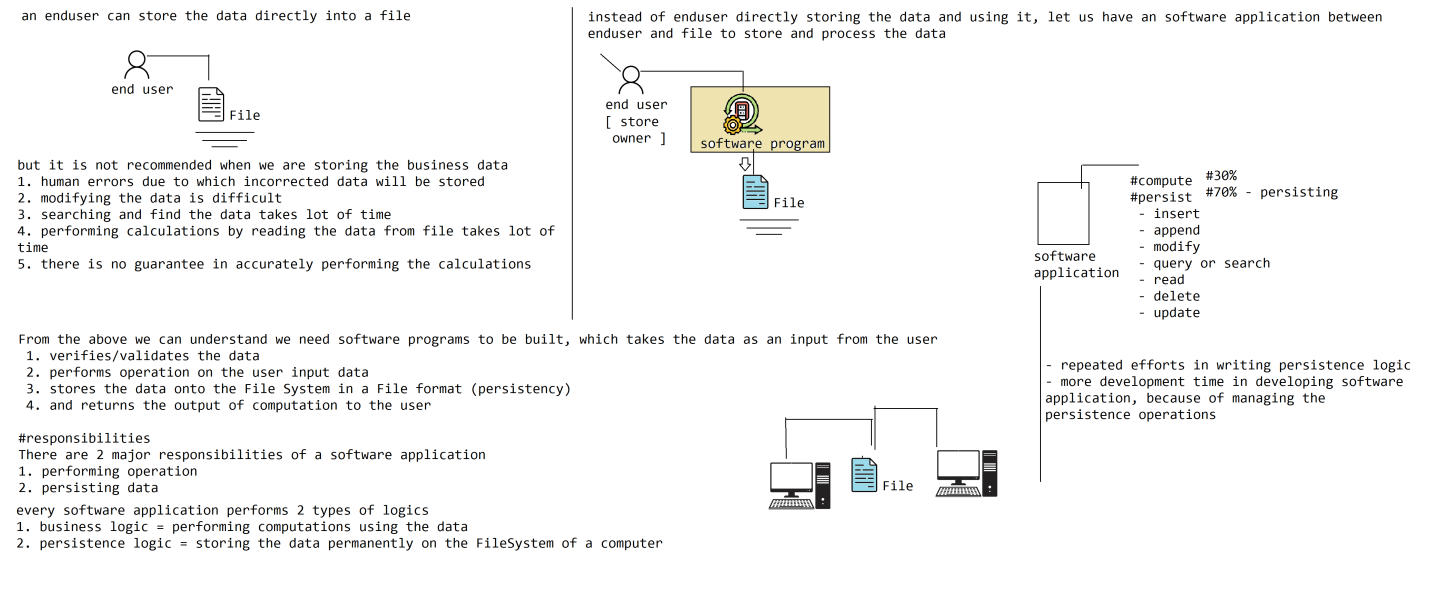 an enduser can store the data directly into a file
end user
File
but it is not recommended when we are storing the business data
1. human errors due to which incorrected data will be stored
2. modifying the data is difficult
3. searching and find the data takes lot of time
4. performing calculations by reading the data from file takes lot of
time
5. there is no guarantee in accurately performing the calculations
instead of enduser directly storing the data and using it, let us have an software application between
enduser and file to store and process the data
end user
[ store
owner ]
software program
File
software
application
#compute
#persist
- insert
- append
- modify
- query or search
- read
- delete
- update
#30%
#70% - persisting
- repeated efforts in writing persistence logic
- more development time in developing software
application, because of managing the
persistence operations
From the above we can understand we need software programs to be built, which takes the data as an input from the user
1. verifies/validates the data
2. performs operation on the user input data
3. stores the data onto the File System in a File format (persistency)
4. and returns the output of computation to the user
#responsibilities
There are 2 major responsibilities of a software application
1. performing operation
2. persisting data
every software application performs 2 types of logics
1. business logic = performing computations using the data
2. persistence logic = storing the data permanently on the FileSystem of a computer
File